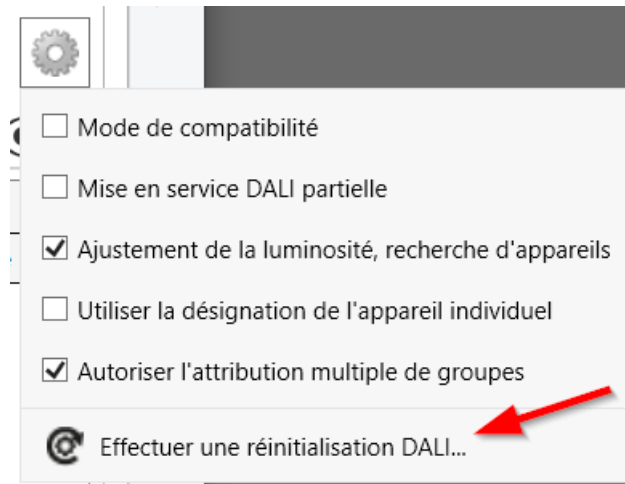 Mode de compatibilité
Mise en service DALI partielle
Ajustement de la luminosité, recherche d'appareils
Utiliser la désignation de l'appareil individuel
Autoriser l'attribution multiple de groupes
Effectuer une réinitialisation DALI...